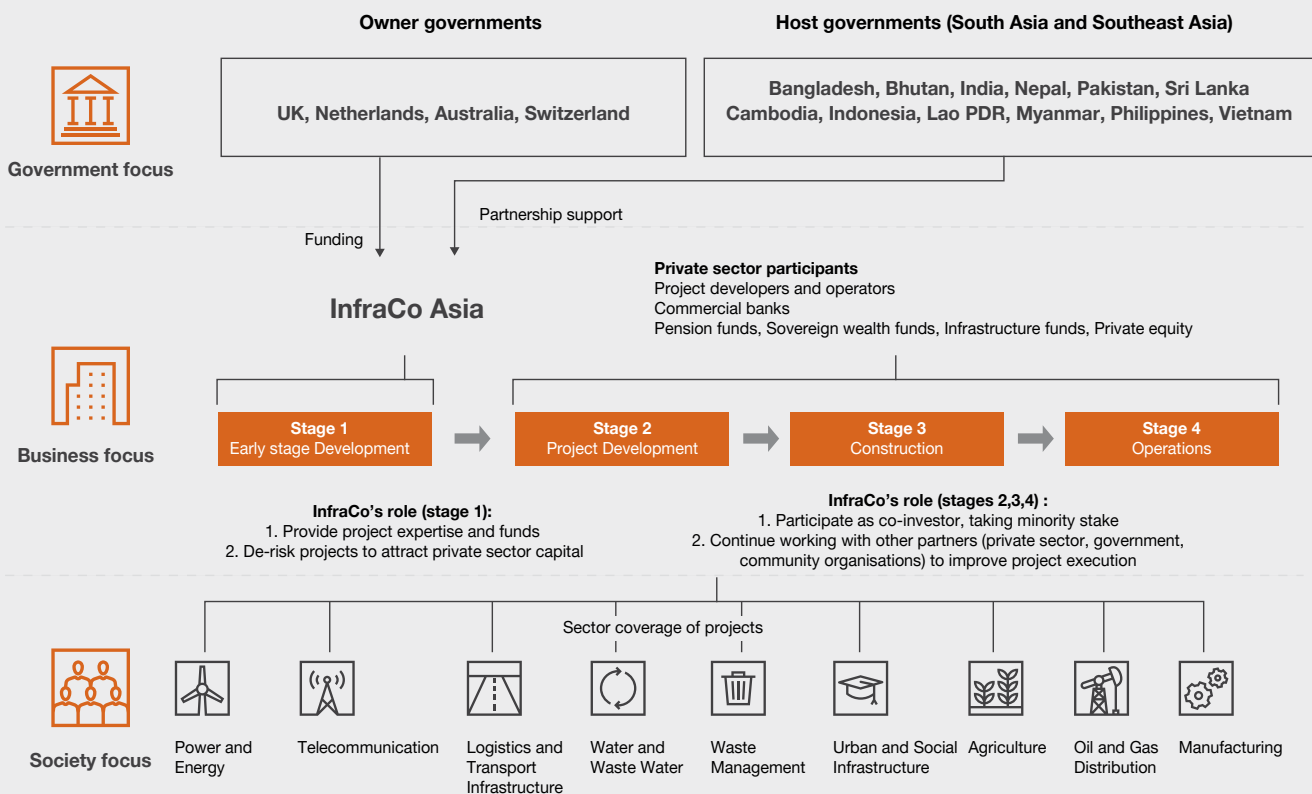 Owner governments
Host governments (South Asia and Southeast Asia)
UK, Netherlands, Australia, Switzerland
Bangladesh, Bhutan, India, Nepal, Pakistan, Sri Lanka
Cambodia, Indonesia, Lao PDR, Myanmar, Philippines, Vietnam
Government focus
Partnership support
Funding
InfraCo Asia
Private sector participants
Project developers and operators
Commercial banks
Pension funds, Sovereign wealth funds, Infrastructure funds, Private equity
Business focus
Stage 1
Early stage Development
Stage 2
Project Development
Stage 3
Construction
Stage 4
Operations
InfraCo's role (stage 1):
1. Provide project expertise and funds
2. De-risk projects to attract private sector capital
InfraCo's role (stages 2,3,4) :
1. Participate as co-investor, taking minority stake
2. Continue working with other partners (private sector, government,
community organisations) to improve project execution
Sector coverage of projects
Society focus
Power and
Energy
Telecommunication
Logistics and
Transport
Infrastructure
Water and
Waste Water
Waste
Management
Urban and Social
Infrastructure
Agriculture
Oil and Gas
Distribution
Manufacturing